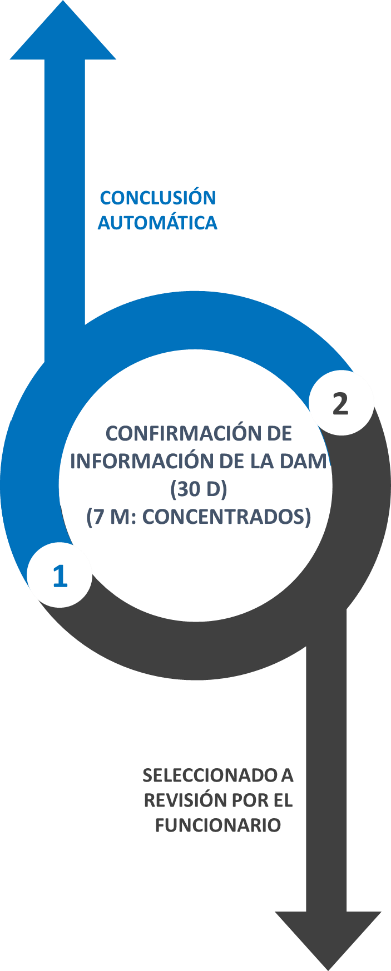 CONCLUSIÓN
AUTOMÁTICA
2
CONFIRMACIÓN DE
INFORMACIÓN DE LA DAM
(30 D)
(7 M: CONCENTRADOS)
1
SELECCIONADO A
REVISIÓN POR EL
FUNCIONARIO